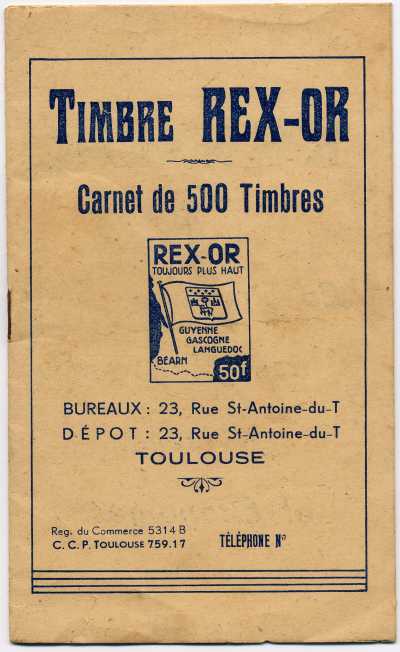 TIMBRE REX-OR
Carnet de 500 Timbres
REX-OR
TOUJOURS PLUS HAUT
GUYENNE
GASCOGNE
LANGUEDOC
BÉARN
50f
BUREAUX : 23, Rue St-Antoine-du-T
DÉPOT : 23, Rue St-Antoine-du-T
TOULOUSE
Reg. du Commerce 5314 B
C. C. P. TOULOUSE 759.17
TÉLÉPHONE N°